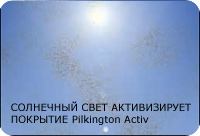 СОЛНЕЧНЫЙ СВЕТ АКТИВИЗИРУЕТ
ПОКРЫТИЕ Pilkington Activ